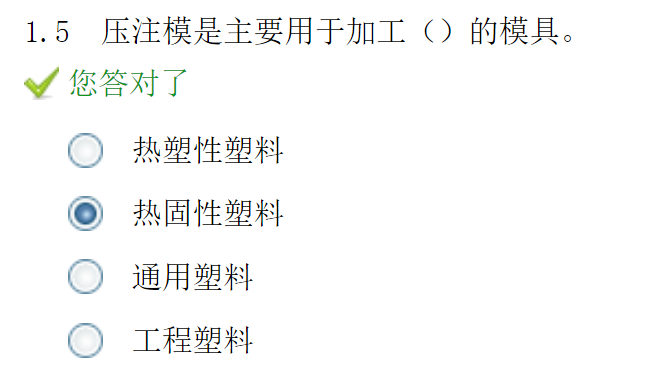 1.5 压注模是主要用于加工（）的模具。
您答对了
热塑性塑料
热固性塑料
通用塑料
工程塑料